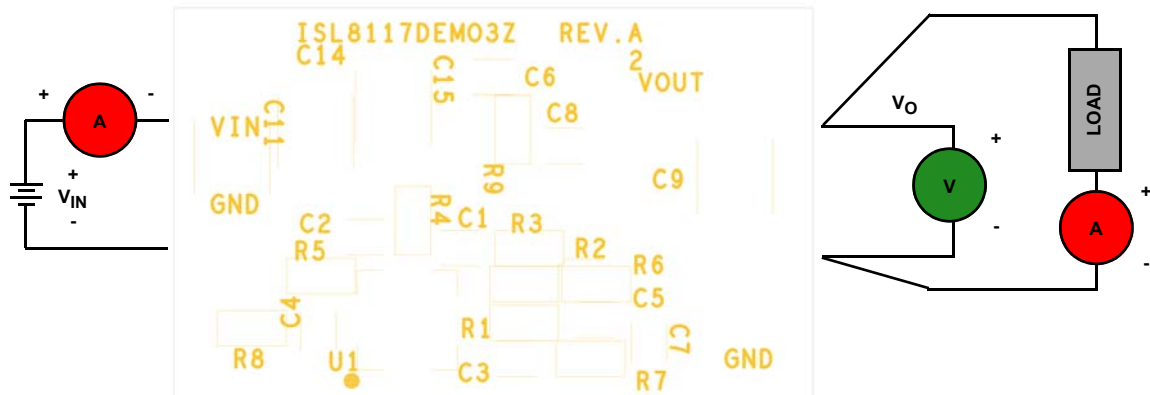 ISL8117DEMO3Z REV.A
C14
2
C15
C6
VOUT
C11
C8
VIN
R9
C9
GND
R4
C2
C1
R3
R5
R2
R6
C5
C4
R1
C7
R8
U1
C3
GND
R7
+ A -
+
VIN
-
VO
+
V
-
LOAD
+
A
-